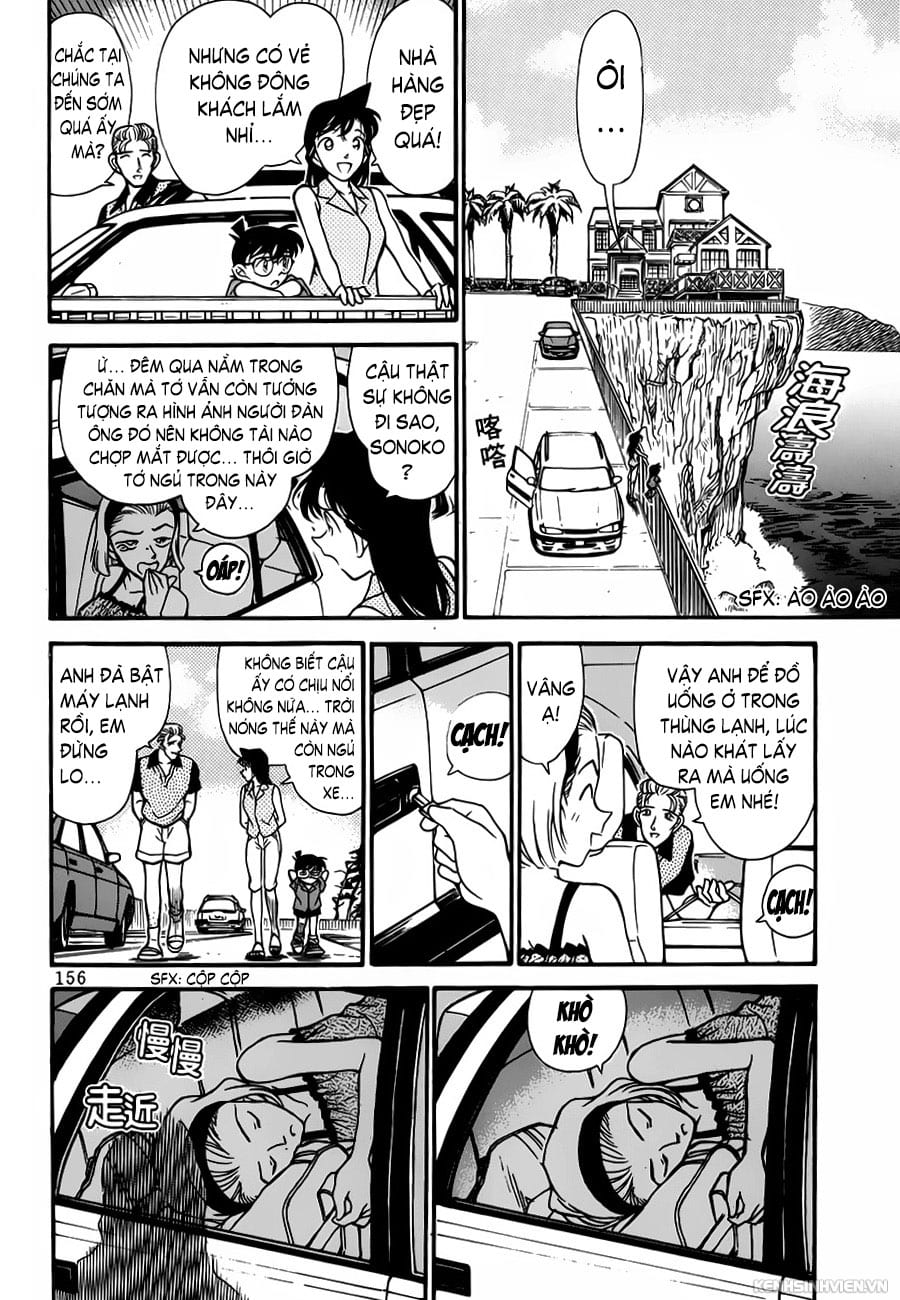 ÔI
...
海浪濤濤
喀嗒
SFX: ÀO ÀO ÀO
NHÀ
HÀNG
ĐẸP
QUÁ!
NHƯNG CÓ VẺ
KHÔNG ĐÔNG
KHÁCH LẮM
NHỈ...
CHẮC TẠI
CHÚNG TA
ĐẾN SỚM
QUÁ ẤY
MÀ?
CẬU THẬT
SỰ KHÔNG
ĐI SAO,
SONOKO
?
Ừ... ĐÊM QUA NẰM TRONG
CHĂN MÀ TỚ VẪN CÒN TƯỞNG
TƯỢNG RA HÌNH ẢNH NGƯỜI ĐÀN
ÔNG ĐÓ NÊN KHÔNG TÀI NÀO
CHỢP MẮT ĐƯỢC... THÔI GIỜ
TỚ NGỦ TRONG NÀY
ĐÂY...
OÁP!
VẬY ANH ĐỂ ĐỒ
UỐNG Ở TRONG
THÙNG LẠNH, LÚC
NÀO KHÁT LẤY
RA MÀ UỐNG
EM NHÉ!
VÂNG
Ạ!
CẠCH!
CẠCH!
KHÔNG BIẾT CẬU
ẤY CÓ CHỊU NỔI
KHÔNG NỮA... TRỜI
NÓNG THẾ NÀY MÀ
CÒN NGỦ
TRONG
XE...
ANH ĐÃ BẬT
MÁY LẠNH
RỒI, EM
ĐỪNG
LO...
156
SFX: CỘP CỘP
KHÒ
KHÒ!
慢慢
走近
KENHSINHVIEN.VN